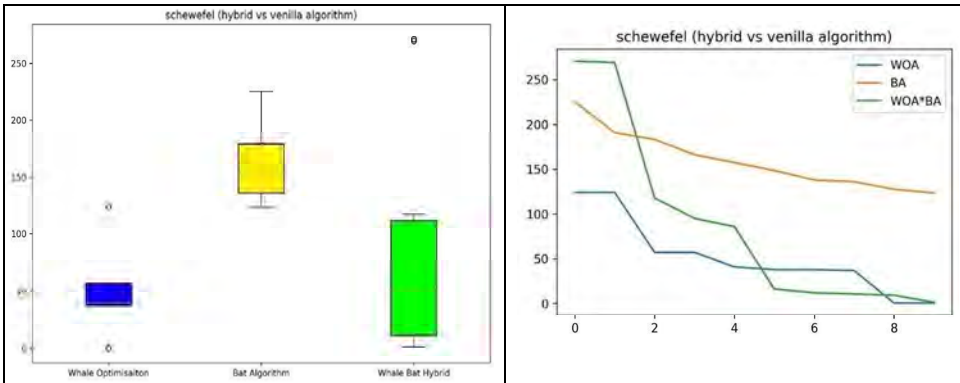 schewefel (hybrid vs venilla algorithm)
250
200
150
100
50
0
Whale Optimisaiton
Bat Algorithm
Whale Bat Hybrid
schewefel (hybrid vs venilla algorithm)
WOA
BA
WOA*BA
250
200
150
100
50
0
0 2 4 6 8